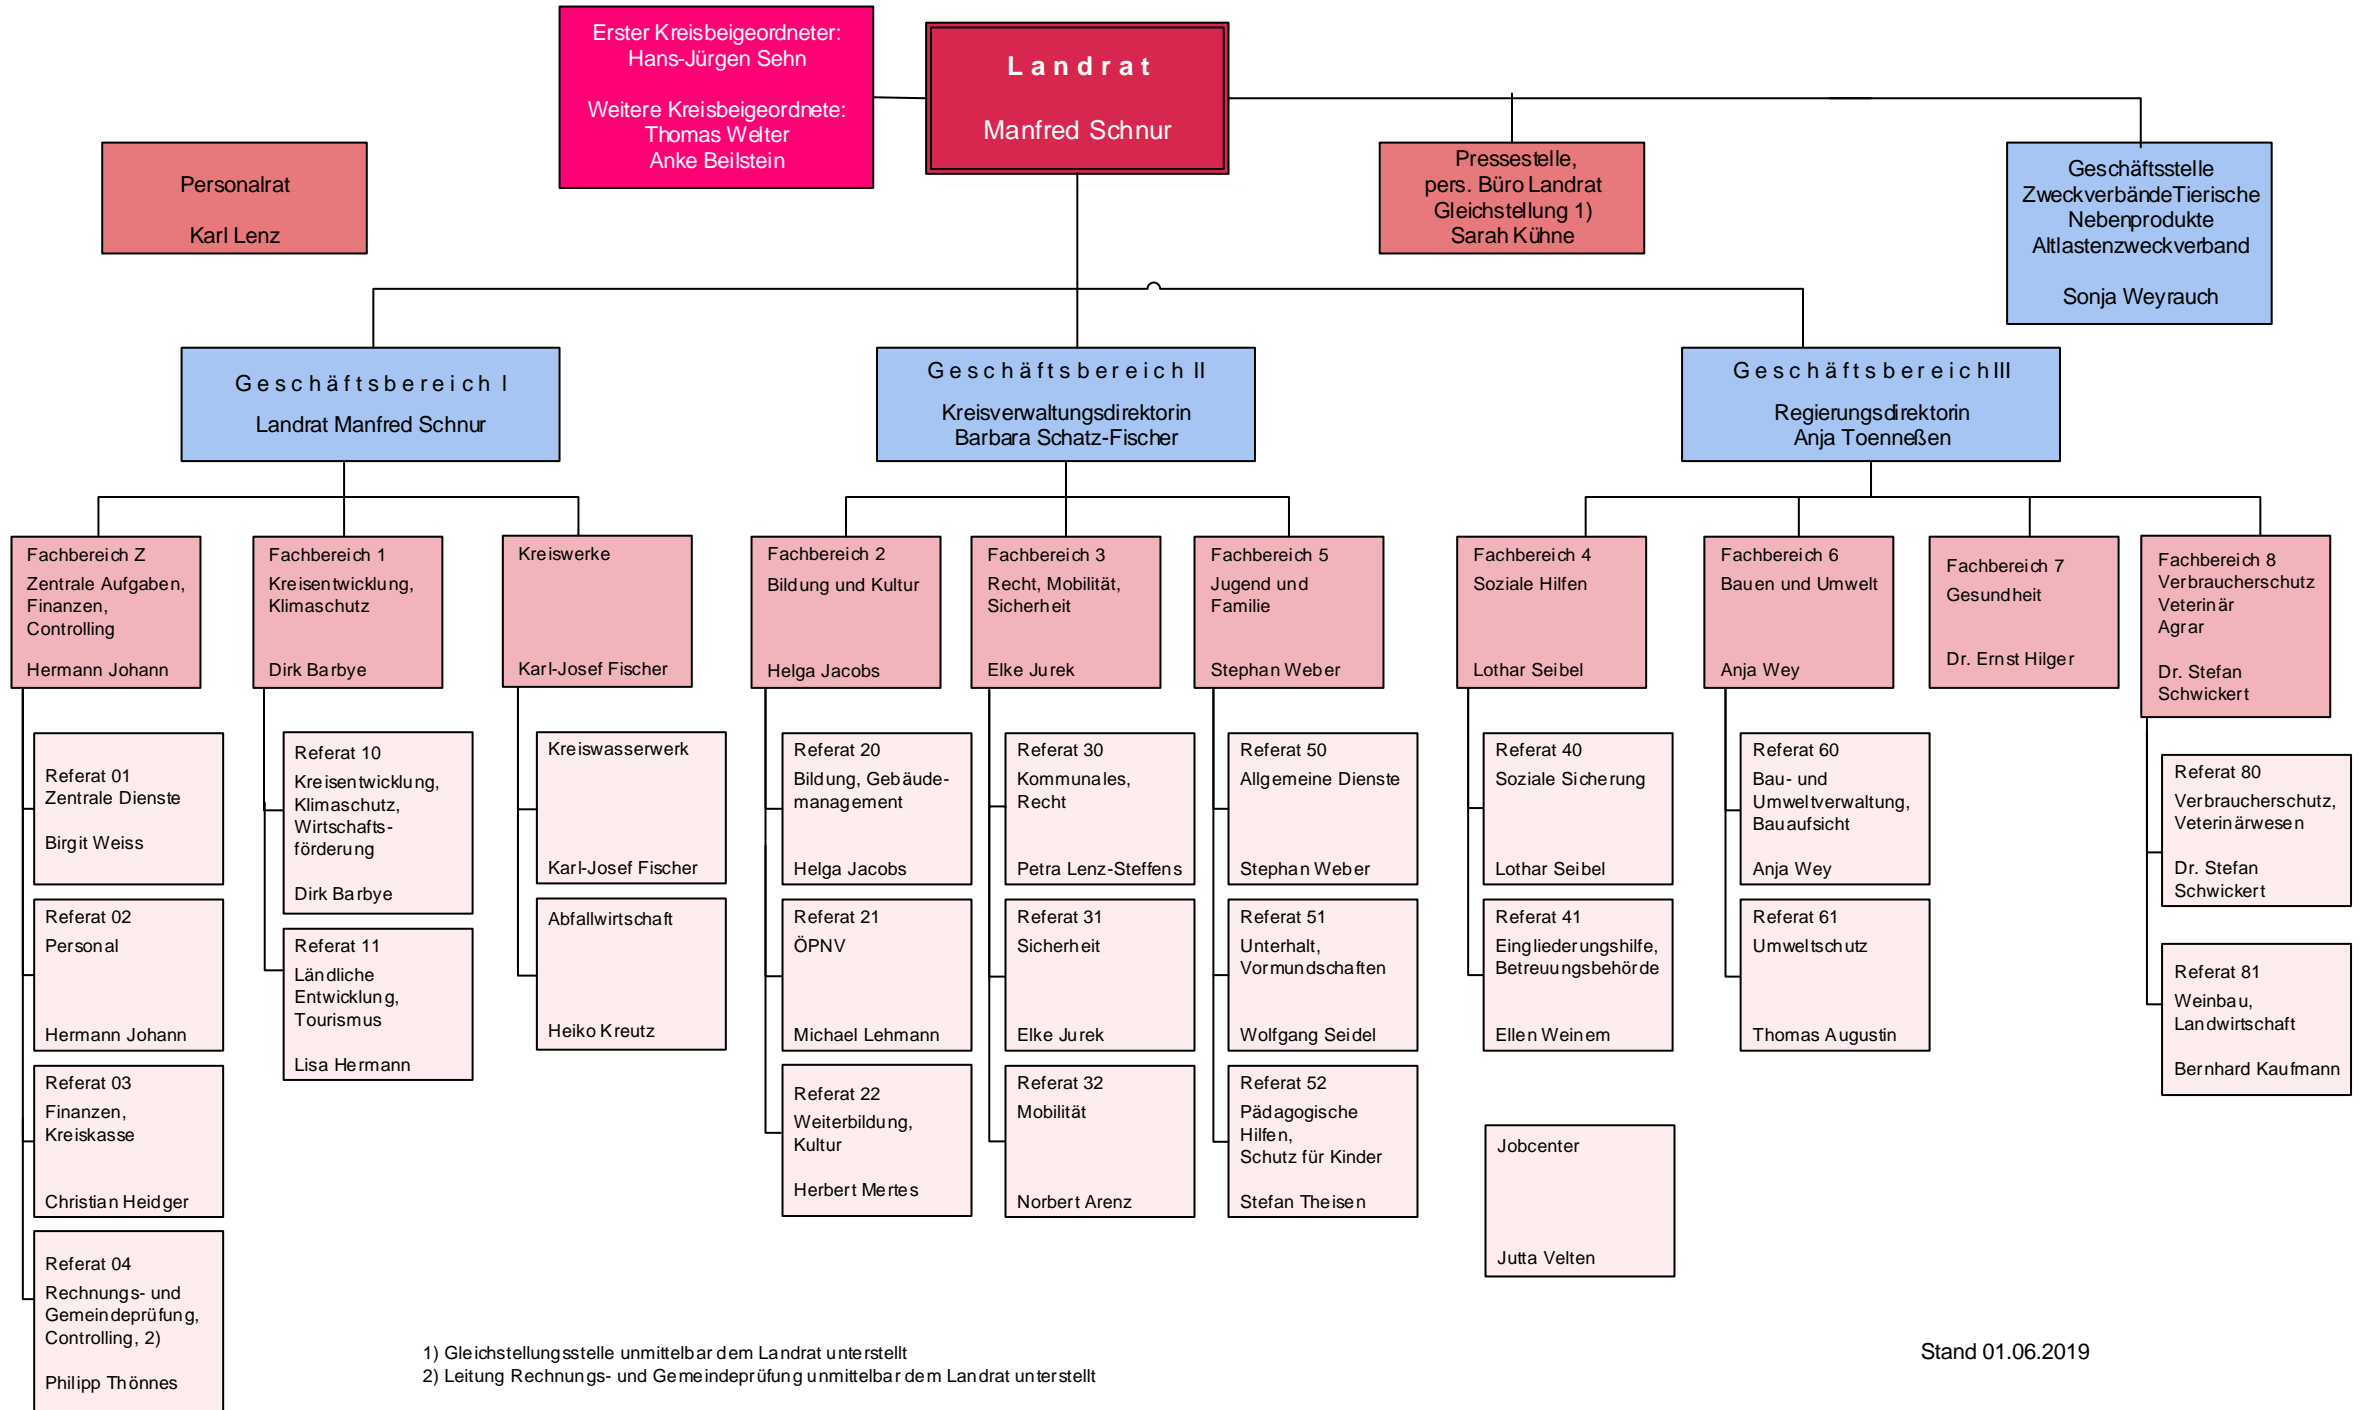 Erster Kreisbeigeordneter:
Hans-Jürgen Sehn
Weitere Kreisbeigeordnete:
Thomas Welter
Anke Beilstein
Landrat
Manfred Schnur
Personalrat
Karl Lenz
Pressestelle,
pers. Büro Landrat
Gleichstellung 1)
Sarah Kühne
Geschäftsstelle
ZweckverbändeTierische
Nebenprodukte
Altlastenzweckverband
Sonja Weyrauch
Geschäftsbereich I
Landrat Manfred Schnur
Geschäftsbereich II
Kreisverwaltungsdirektorin
Barbara Schatz-Fischer
Geschäftsbereich III
Regierungsdirektorin
Anja Toenneßen
Fachbereich Z
Zentrale Aufgaben,
Finanzen,
Controlling
Hermann Johann
Fachbereich 1
Kreisentwicklung,
Klimaschutz
Dirk Barbye
Kreiswerke
Karl-Josef Fischer
Fachbereich 2
Bildung und Kultur
Helga Jacobs
Fachbereich 3
Recht, Mobilität,
Sicherheit
Elke Jurek
Fachbereich 5
Jugend und
Familie
Stephan Weber
Fachbereich 4
Soziale Hilfen
Lothar Seibel
Fachbereich 6
Bauen und Umwelt
Anja Wey
Fachbereich 7
Gesundheit
Dr. Ernst Hilger
Fachbereich 8
Verbraucherschutz
Veterinär
Agrar
Dr. Stefan
Schwickert
Referat 01
Zentrale Dienste
Birgit Weiss
Referat 02
Personal
Hermann Johann
Referat 03
Finanzen,
Kreiskasse
Christian Heidger
Referat 04
Rechnungs- und
Gemeindeprüfung,
Controlling, 2)
Philipp Thönnes
Referat 10
Kreisentwicklung,
Klimaschutz,
Wirtschafts-
förderung
Dirk Barbye
Referat 11
Ländliche
Entwicklung,
Tourismus
Lisa Hermann
Kreiswasserwerk
Karl-Josef Fischer
Abfallwirtschaft
Heiko Kreutz
Referat 20
Bildung, Gebäude-
management
Helga Jacobs
Referat 21
ÖPNV
Michael Lehmann
Referat 22
Weiterbildung,
Kultur
Herbert Mertes
Referat 30
Kommunales,
Recht
Petra Lenz-Steffens
Referat 31
Sicherheit
Elke Jurek
Referat 32
Mobilität
Norbert Arenz
Referat 50
Allgemeine Dienste
Stephan Weber
Referat 51
Unterhalt,
Vormundschaften
Wolfgang Seidel
Referat 52
Pädagogische
Hilfen,
Schutz für Kinder
Stefan Theisen
Referat 40
Soziale Sicherung
Lothar Seibel
Referat 41
Eingliederungshilfe,
Betreuungsbehörde
Ellen Weinem
Jobcenter
Jutta Velten
Referat 60
Bau- und
Umweltverwaltung,
Bauaufsicht
Anja Wey
Referat 61
Umweltschutz
Thomas Augustin
Referat 80
Verbraucherschutz,
Veterinärwesen
Dr. Stefan
Schwickert
Referat 81
Weinbau,
Landwirtschaft
Bernhard Kaufmann
1) Gleichstellungsstelle unmittelbar dem Landrat unterstellt
2) Leitung Rechnungs- und Gemeindeprüfung unmittelbar dem Landrat unterstellt
Stand 01.06.2019